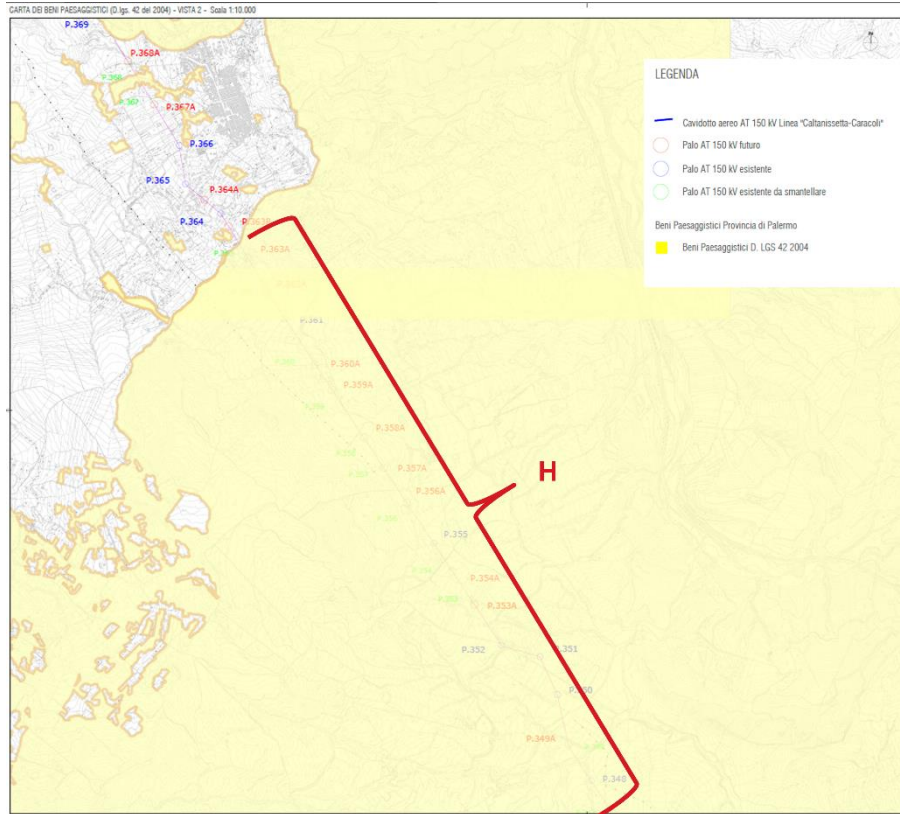 CARTA DEI BENI PAESAGGISTICI (D.lgs. 42 del 2004) - VISTA 2 - Scala 1:10.000
P.369
P.368A
P.367
P.367A
P.366
P.365
P.364A
P.364
P.363A
P.361
P.368A
P.359A
P.358A
P.357A
P.356A
H
P.355
P.354A
P.353A
P.352
P.351
P.349A
P.348
LEGENDA
Cavidotto aereo AT 150 kV Linea "Caltanissetta-Caracoli"
Palo AT 150 kV futuro
Palo AT 150 kV esistente
Palo AT 150 kV esistente da smantellare
Beni Paesaggistici Provincia di Palermo
Beni Paesaggistici D. LGS 42 2004